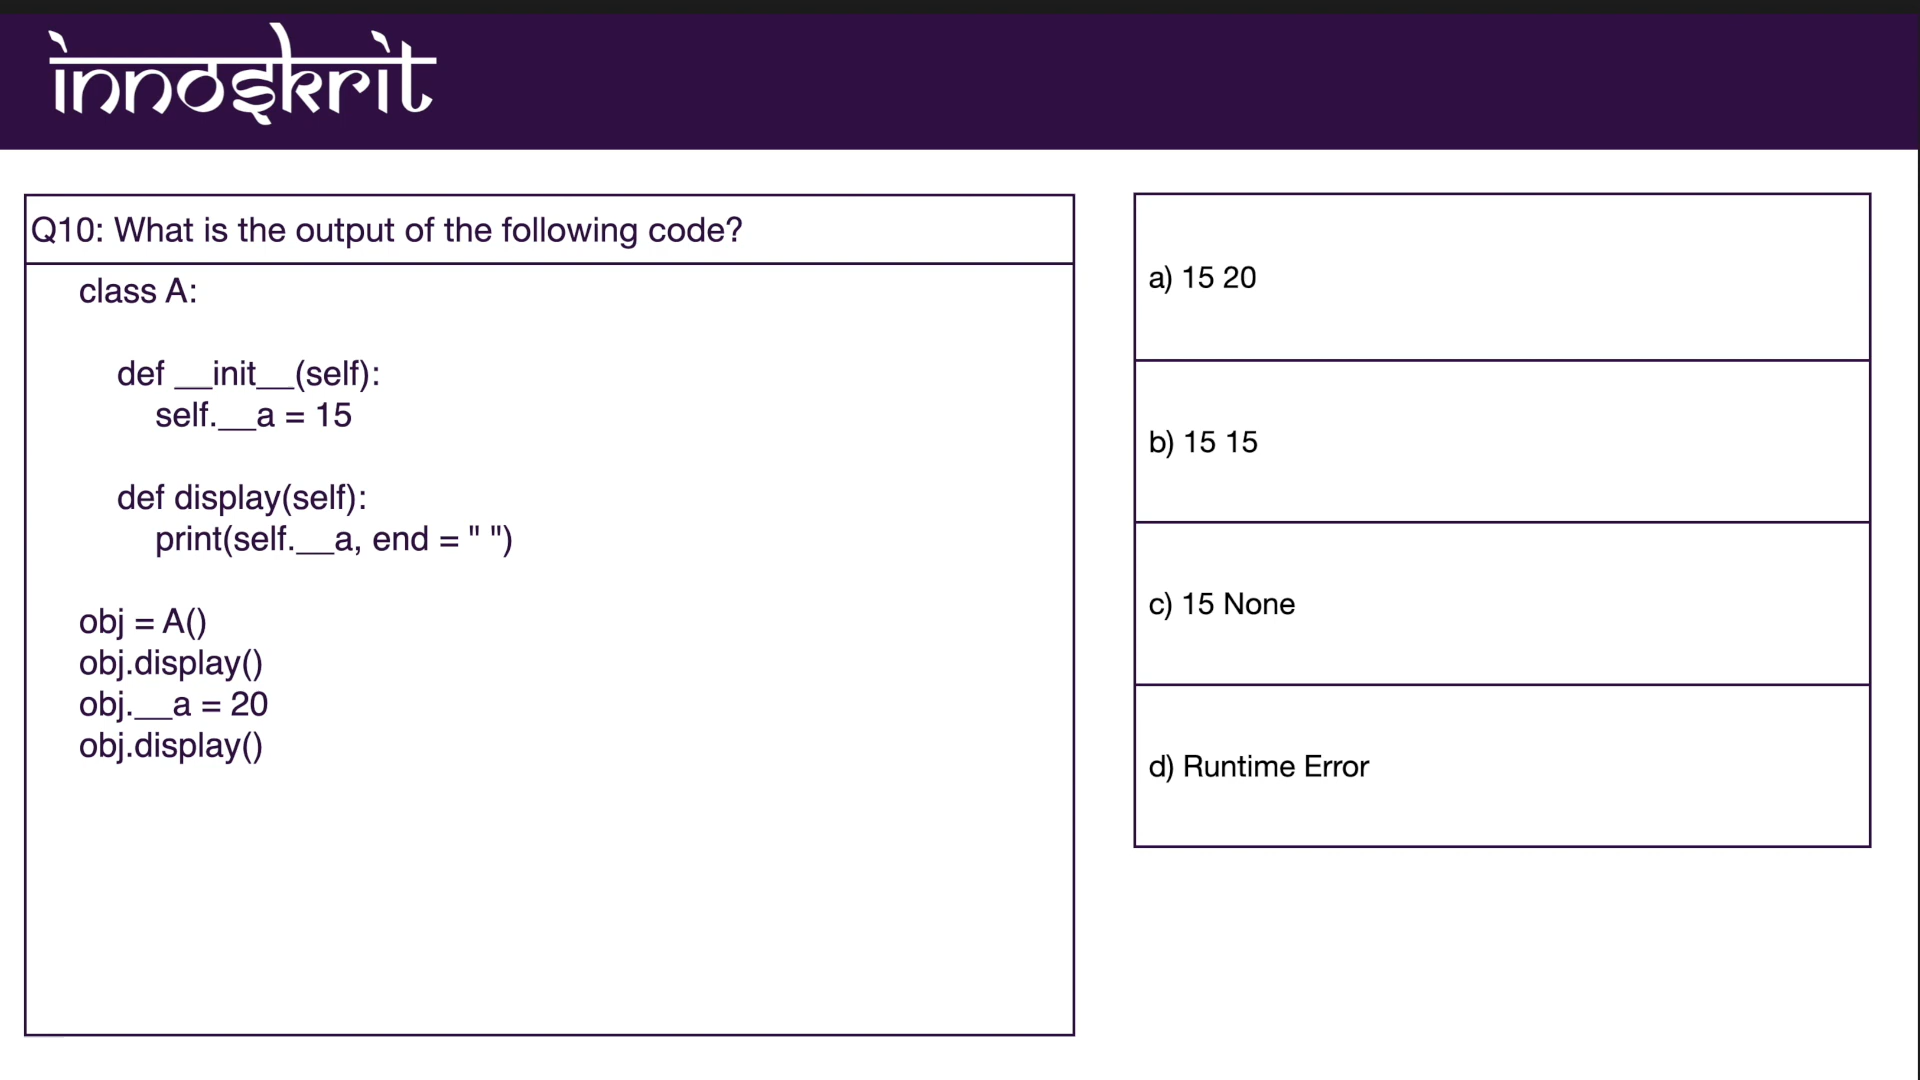 innoskrit
Q10: What is the output of the following code?
class A:
def __init__(self):
self.__a = 15
def display(self):
print(self.__a, end = " ")
obj = A()
obj.display()
obj.__a = 20
obj.display()
a) 15 20
b) 15 15
c) 15 None
d) Runtime Error